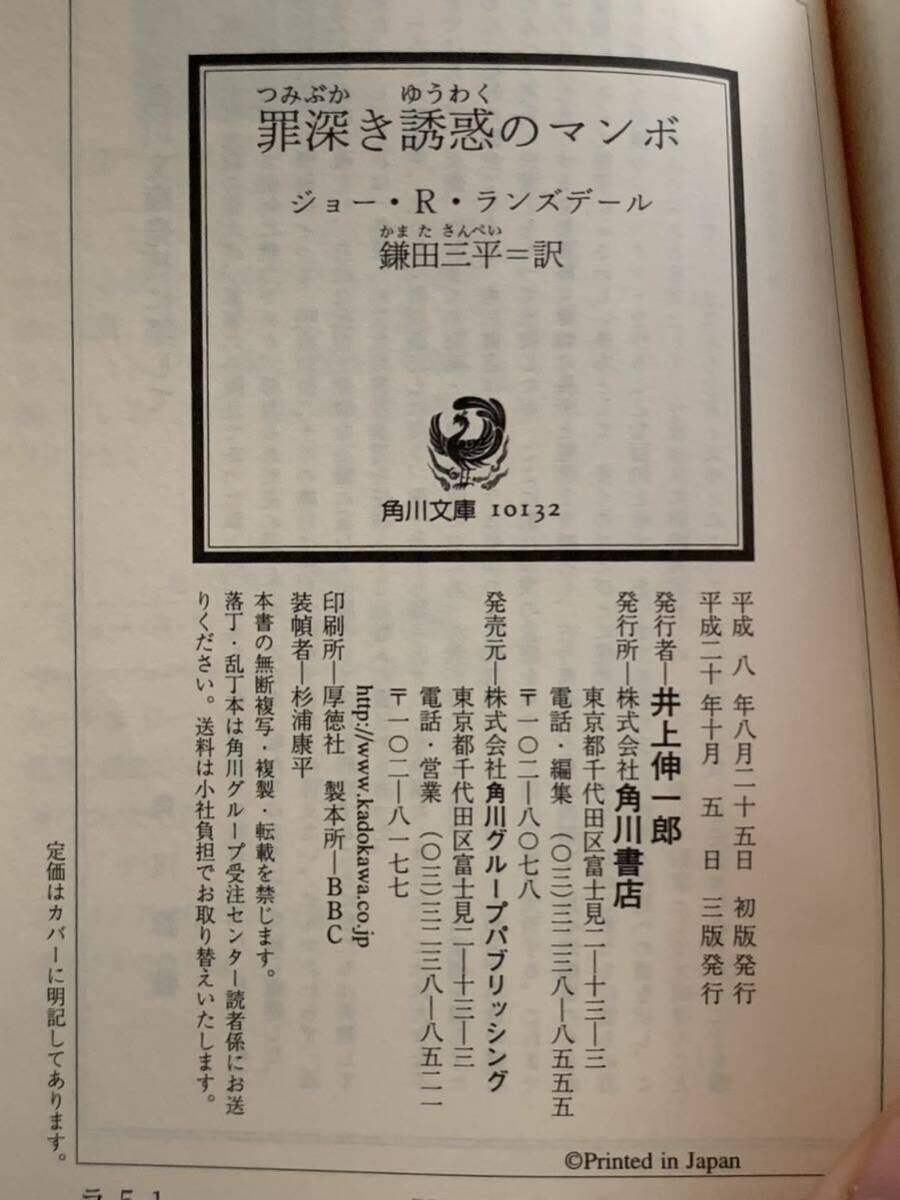 つみぶか ゆうわく
罪深き誘惑のマンボ
ジョー・R・ランズデール
かま た さんぺい
鎌田三平＝訳
角川文庫 10132
平成 八 年八月二十五日 初版発行
平成二十年十月 五 日 三版発行
発行者―井上伸一郎
発行所―株式会社角川書店
東京都千代田区富士見二―十三―三
電話・編集 (〇三)三二三八―八五五五
〒一〇二―八〇七八
発売元―株式会社角川グループパブリッシング
東京都千代田区富士見二―十三―三
電話・営業 (〇三)三二三八―八五二一
〒一〇二―八一七七
http://www.kadokawa.co.jp
印刷所―厚徳社 製本所―BBC
装幀者―杉浦康平
本書の無断複写・複製・転載を禁じます。
落丁・乱丁本は角川グループ受注センター読者係にお送
りください。送料は小社負担でお取り替えいたします。
定価はカバーに明記してあります。
©Printed in Japan